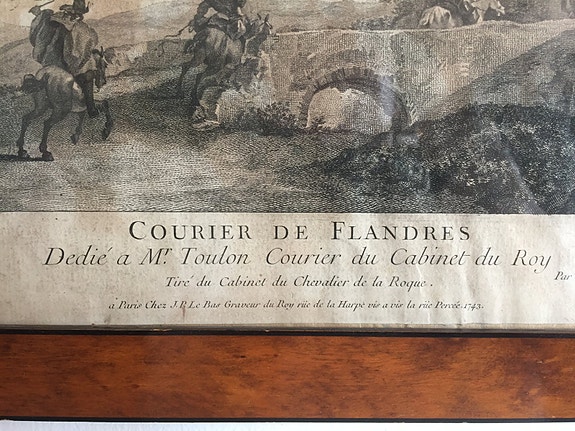 COURIER DE FLANDRES
Dedié a Mr Toulon Courier du Cabinet du Roy
Par
Tiré du Cabinet du Chevalier de la Roque.
à Paris Chez J.P. Le Bas Graveur du Roy rüe de la Harpe vis a vis la rüe Percée. 1743.